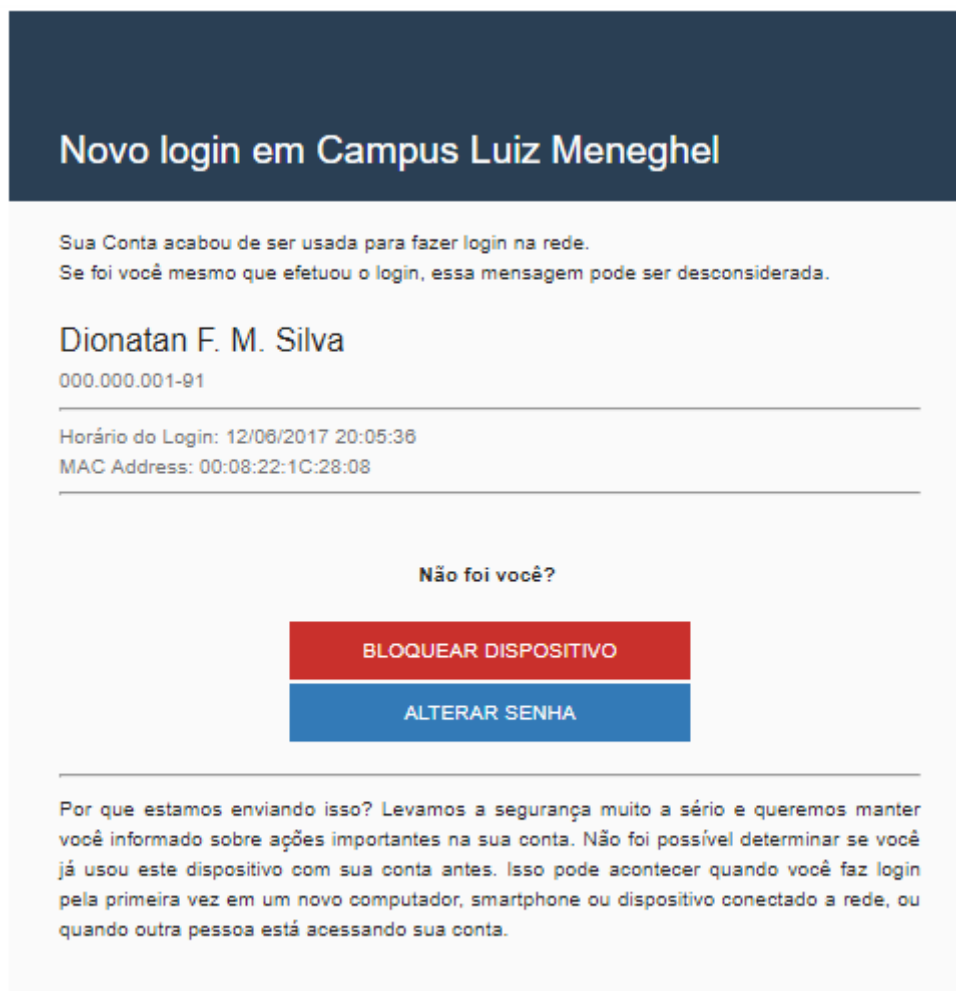 Novo login em Campus Luiz Meneghel
Sua Conta acabou de ser usada para fazer login na rede.
Se foi você mesmo que efetuou o login, essa mensagem pode ser desconsiderada.
Dionatan F. M. Silva
000.000.001-91
Horário do Login: 12/06/2017 20:05:36
MAC Address: 00:08:22:1C:28:08
Não foi você?
BLOQUEAR DISPOSITIVO
ALTERAR SENHA
Por que estamos enviando isso? Levamos a segurança muito a sério e queremos manter
você informado sobre ações importantes na sua conta. Não foi possível determinar se você
já usou este dispositivo com sua conta antes. Isso pode acontecer quando você faz login
pela primeira vez em um novo computador, smartphone ou dispositivo conectado a rede, ou
quando outra pessoa está acessando sua conta.